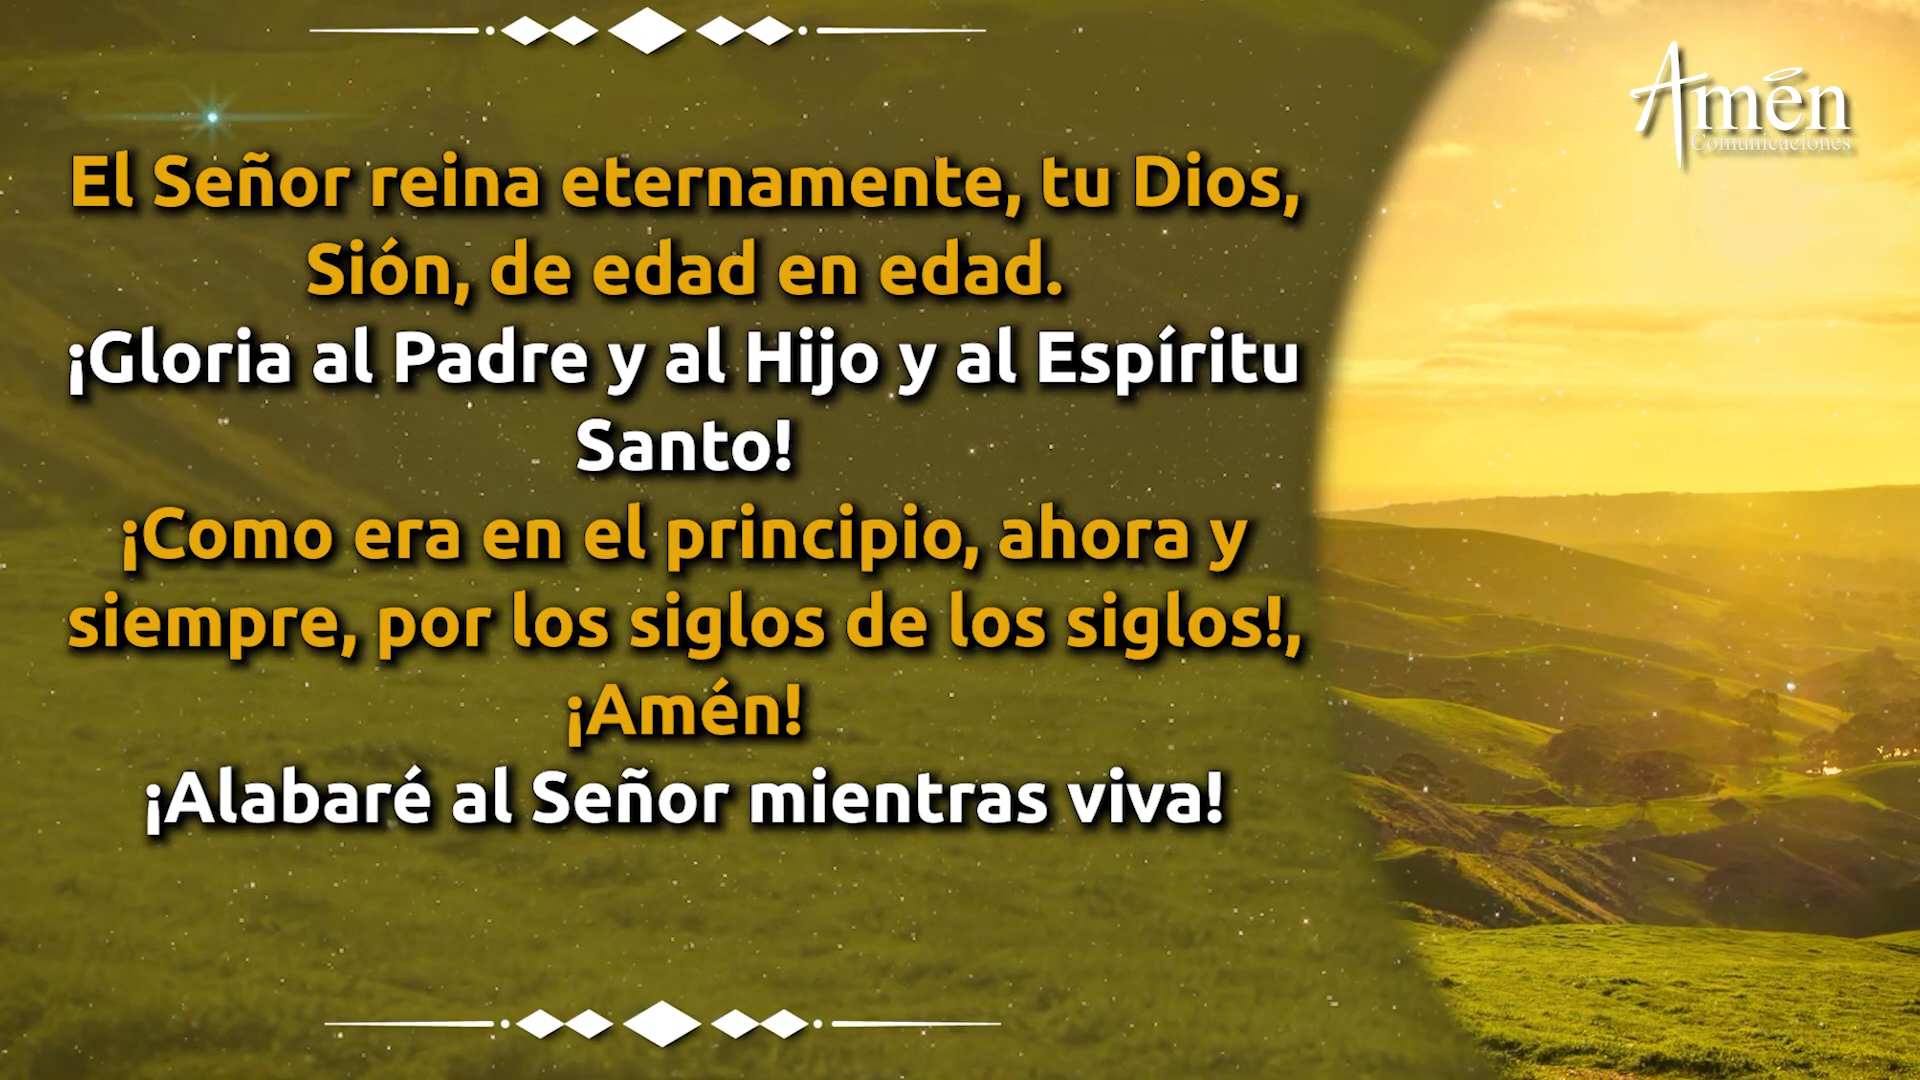 Amén
Comunicaciones
El Señor reina eternamente, tu Dios,
Sión, de edad en edad.
¡Gloria al Padre y al Hijo y al Espíritu
Santo!
¡Como era en el principio, ahora y
siempre, por los siglos de los siglos!,
¡Amén!
¡Alabaré al Señor mientras viva!